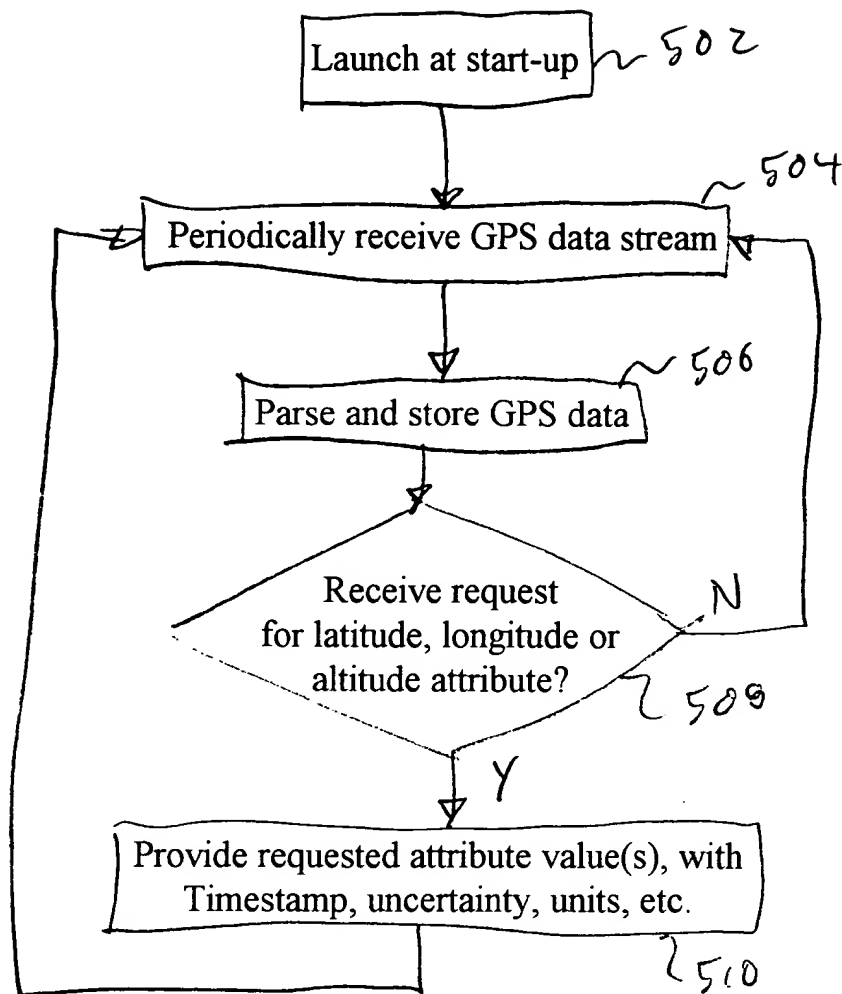 Launch at start-up 502
504
Periodically receive GPS data stream
506
Parse and store GPS data
Receive request
for latitude, longitude or
altitude attribute?
N
508
Y
Provide requested attribute value(s), with
Timestamp, uncertainty, units, etc.
510